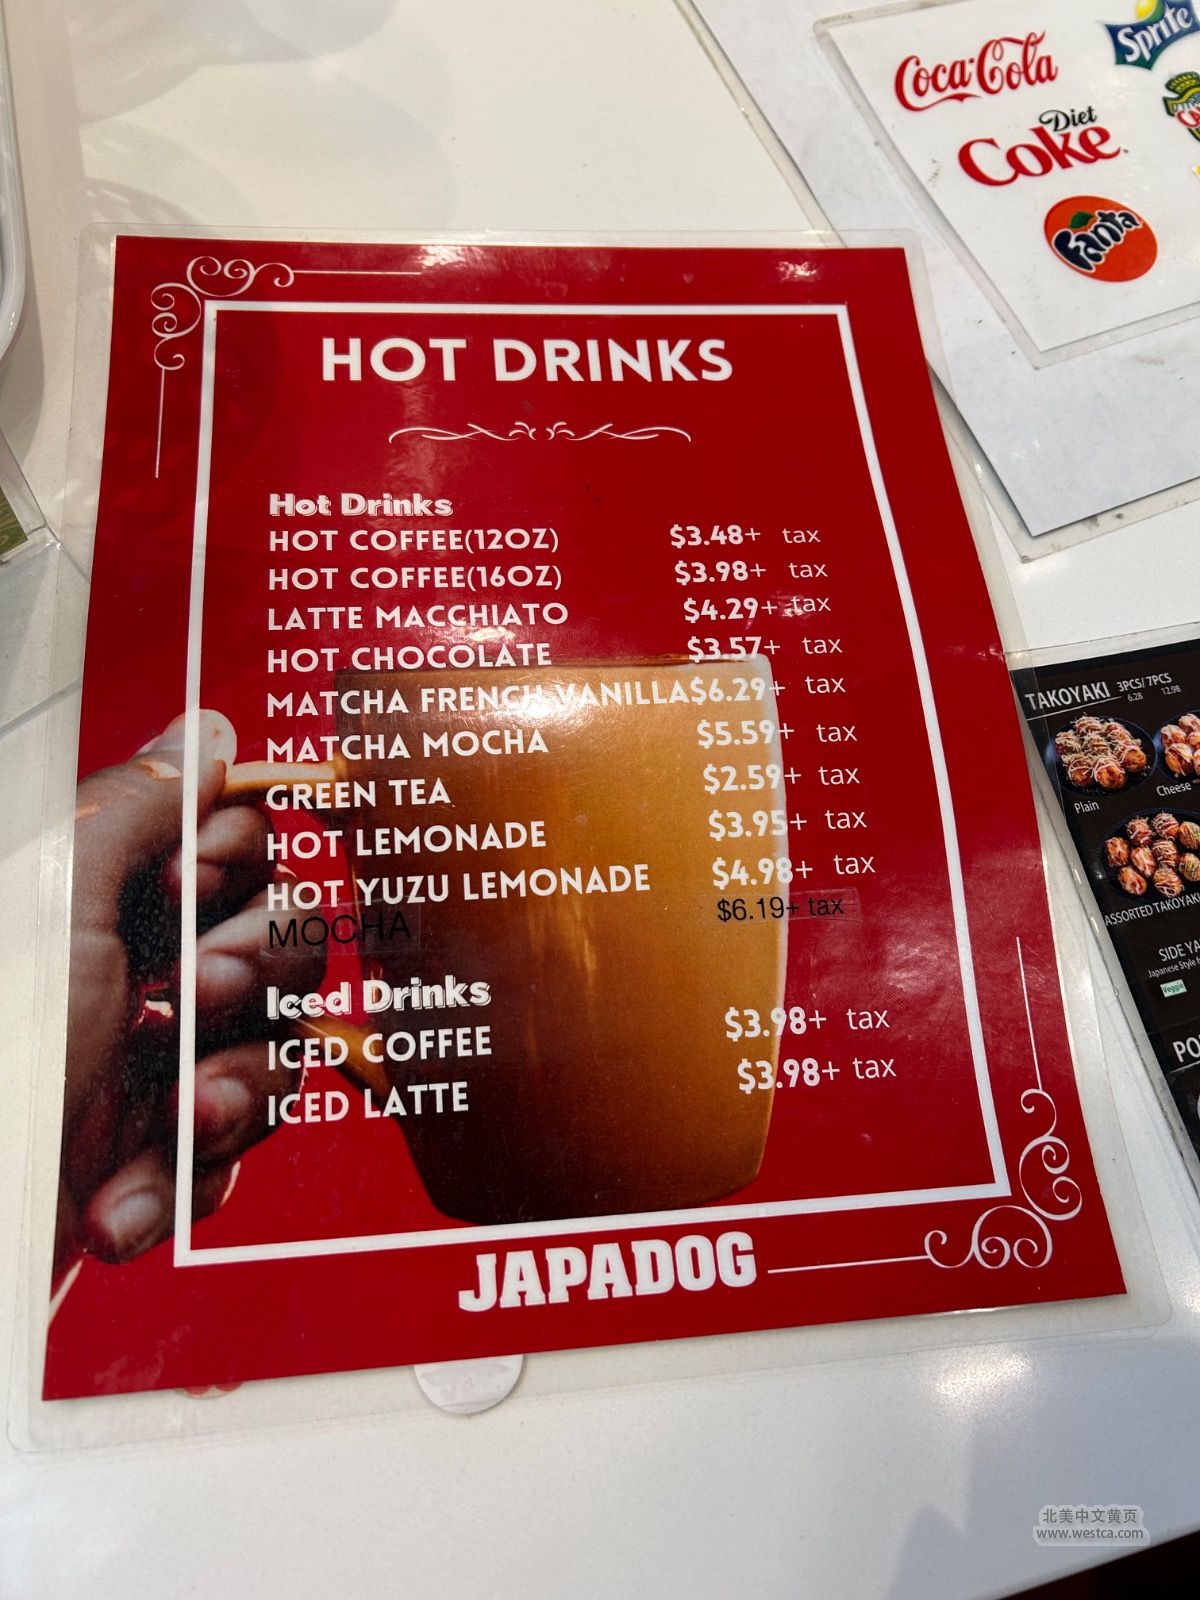 Coca-Cola
Sprite
Diet
Coke
Fanta
HOT DRINKS
Hot Drinks
HOT COFFEE(12OZ) $3.48+ tax
HOT COFFEE(16OZ) $3.98+ tax
LATTE MACCHIATO $4.29+ tax
HOT CHOCOLATE $3.57+ tax
MATCHA FRENCH VANILLA $6.29+ tax
MATCHA MOCHA $5.59+ tax
GREEN TEA $2.59+ tax
HOT LEMONADE $3.95+ tax
HOT YUZU LEMONADE $4.98+ tax
MOCHA $6.19+ tax
Iced Drinks
ICED COFFEE $3.98+ tax
ICED LATTE $3.98+ tax
JAPADOG
TAKOYAKI 3PCS/7PCS
6.28 12.98
Plain
Cheese
ASSORTED TAKOYAKI
SIDE
Japanese Style
Veggie
北美中文黄页
www.westca.com